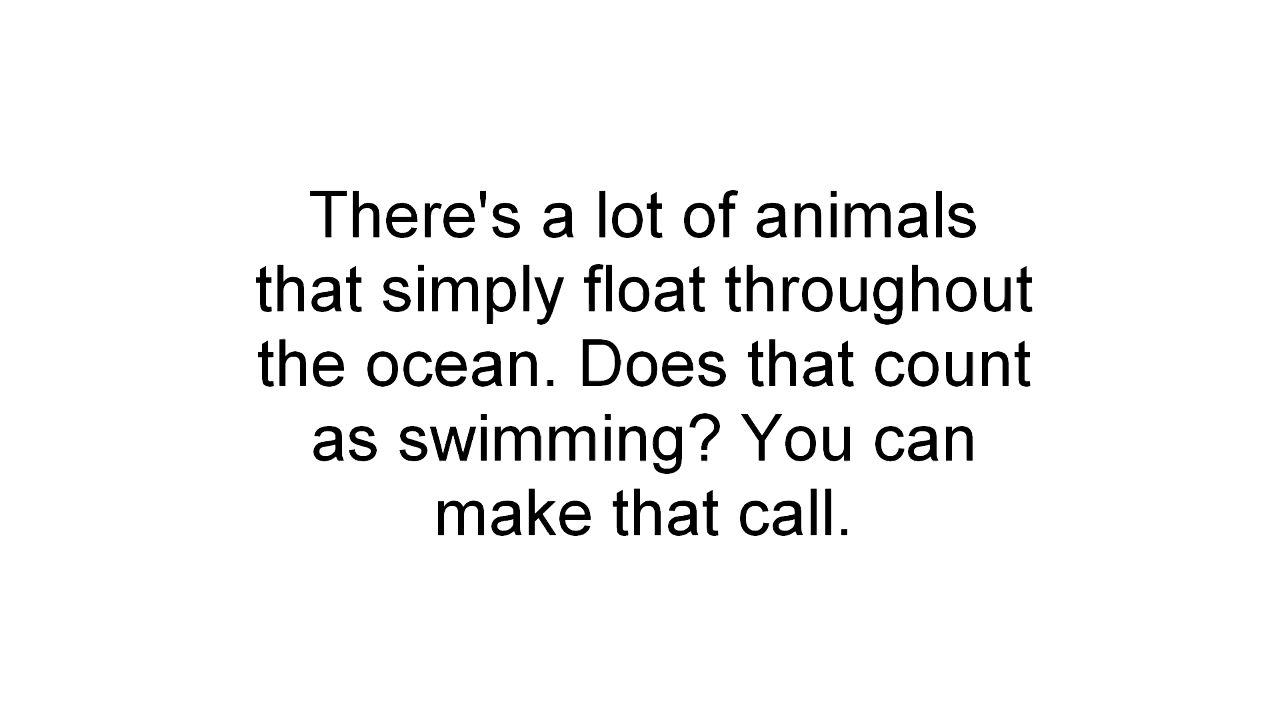 There's a lot of animals
that simply float throughout
the ocean. Does that count
as swimming? You can
make that call.